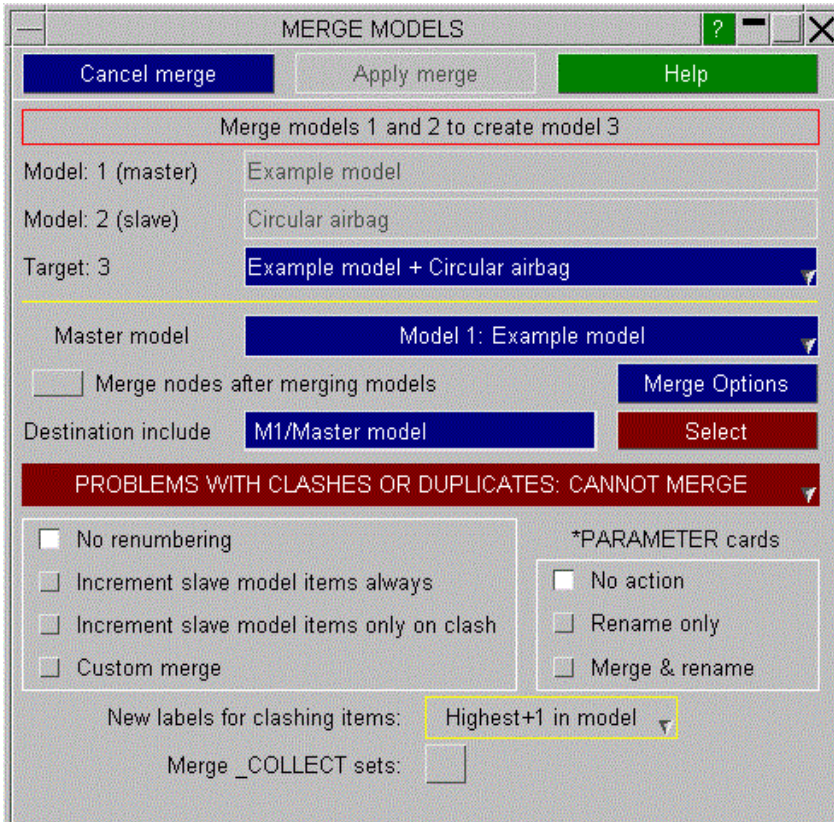 MERGE MODELS ?
Cancel merge Apply merge Help
Merge models 1 and 2 to create model 3
Model: 1 (master) Example model
Model: 2 (slave) Circular airbag
Target: 3 Example model + Circular airbag
Master model Model 1: Example model
Merge nodes after merging models Merge Options
Destination include M1/Master model Select
PROBLEMS WITH CLASHES OR DUPLICATES: CANNOT MERGE
No renumbering
Increment slave model items always
Increment slave model items only on clash
Custom merge
*PARAMETER cards
No action
Rename only
Merge & rename
New labels for clashing items: Highest+1 in model
Merge _COLLECT sets: